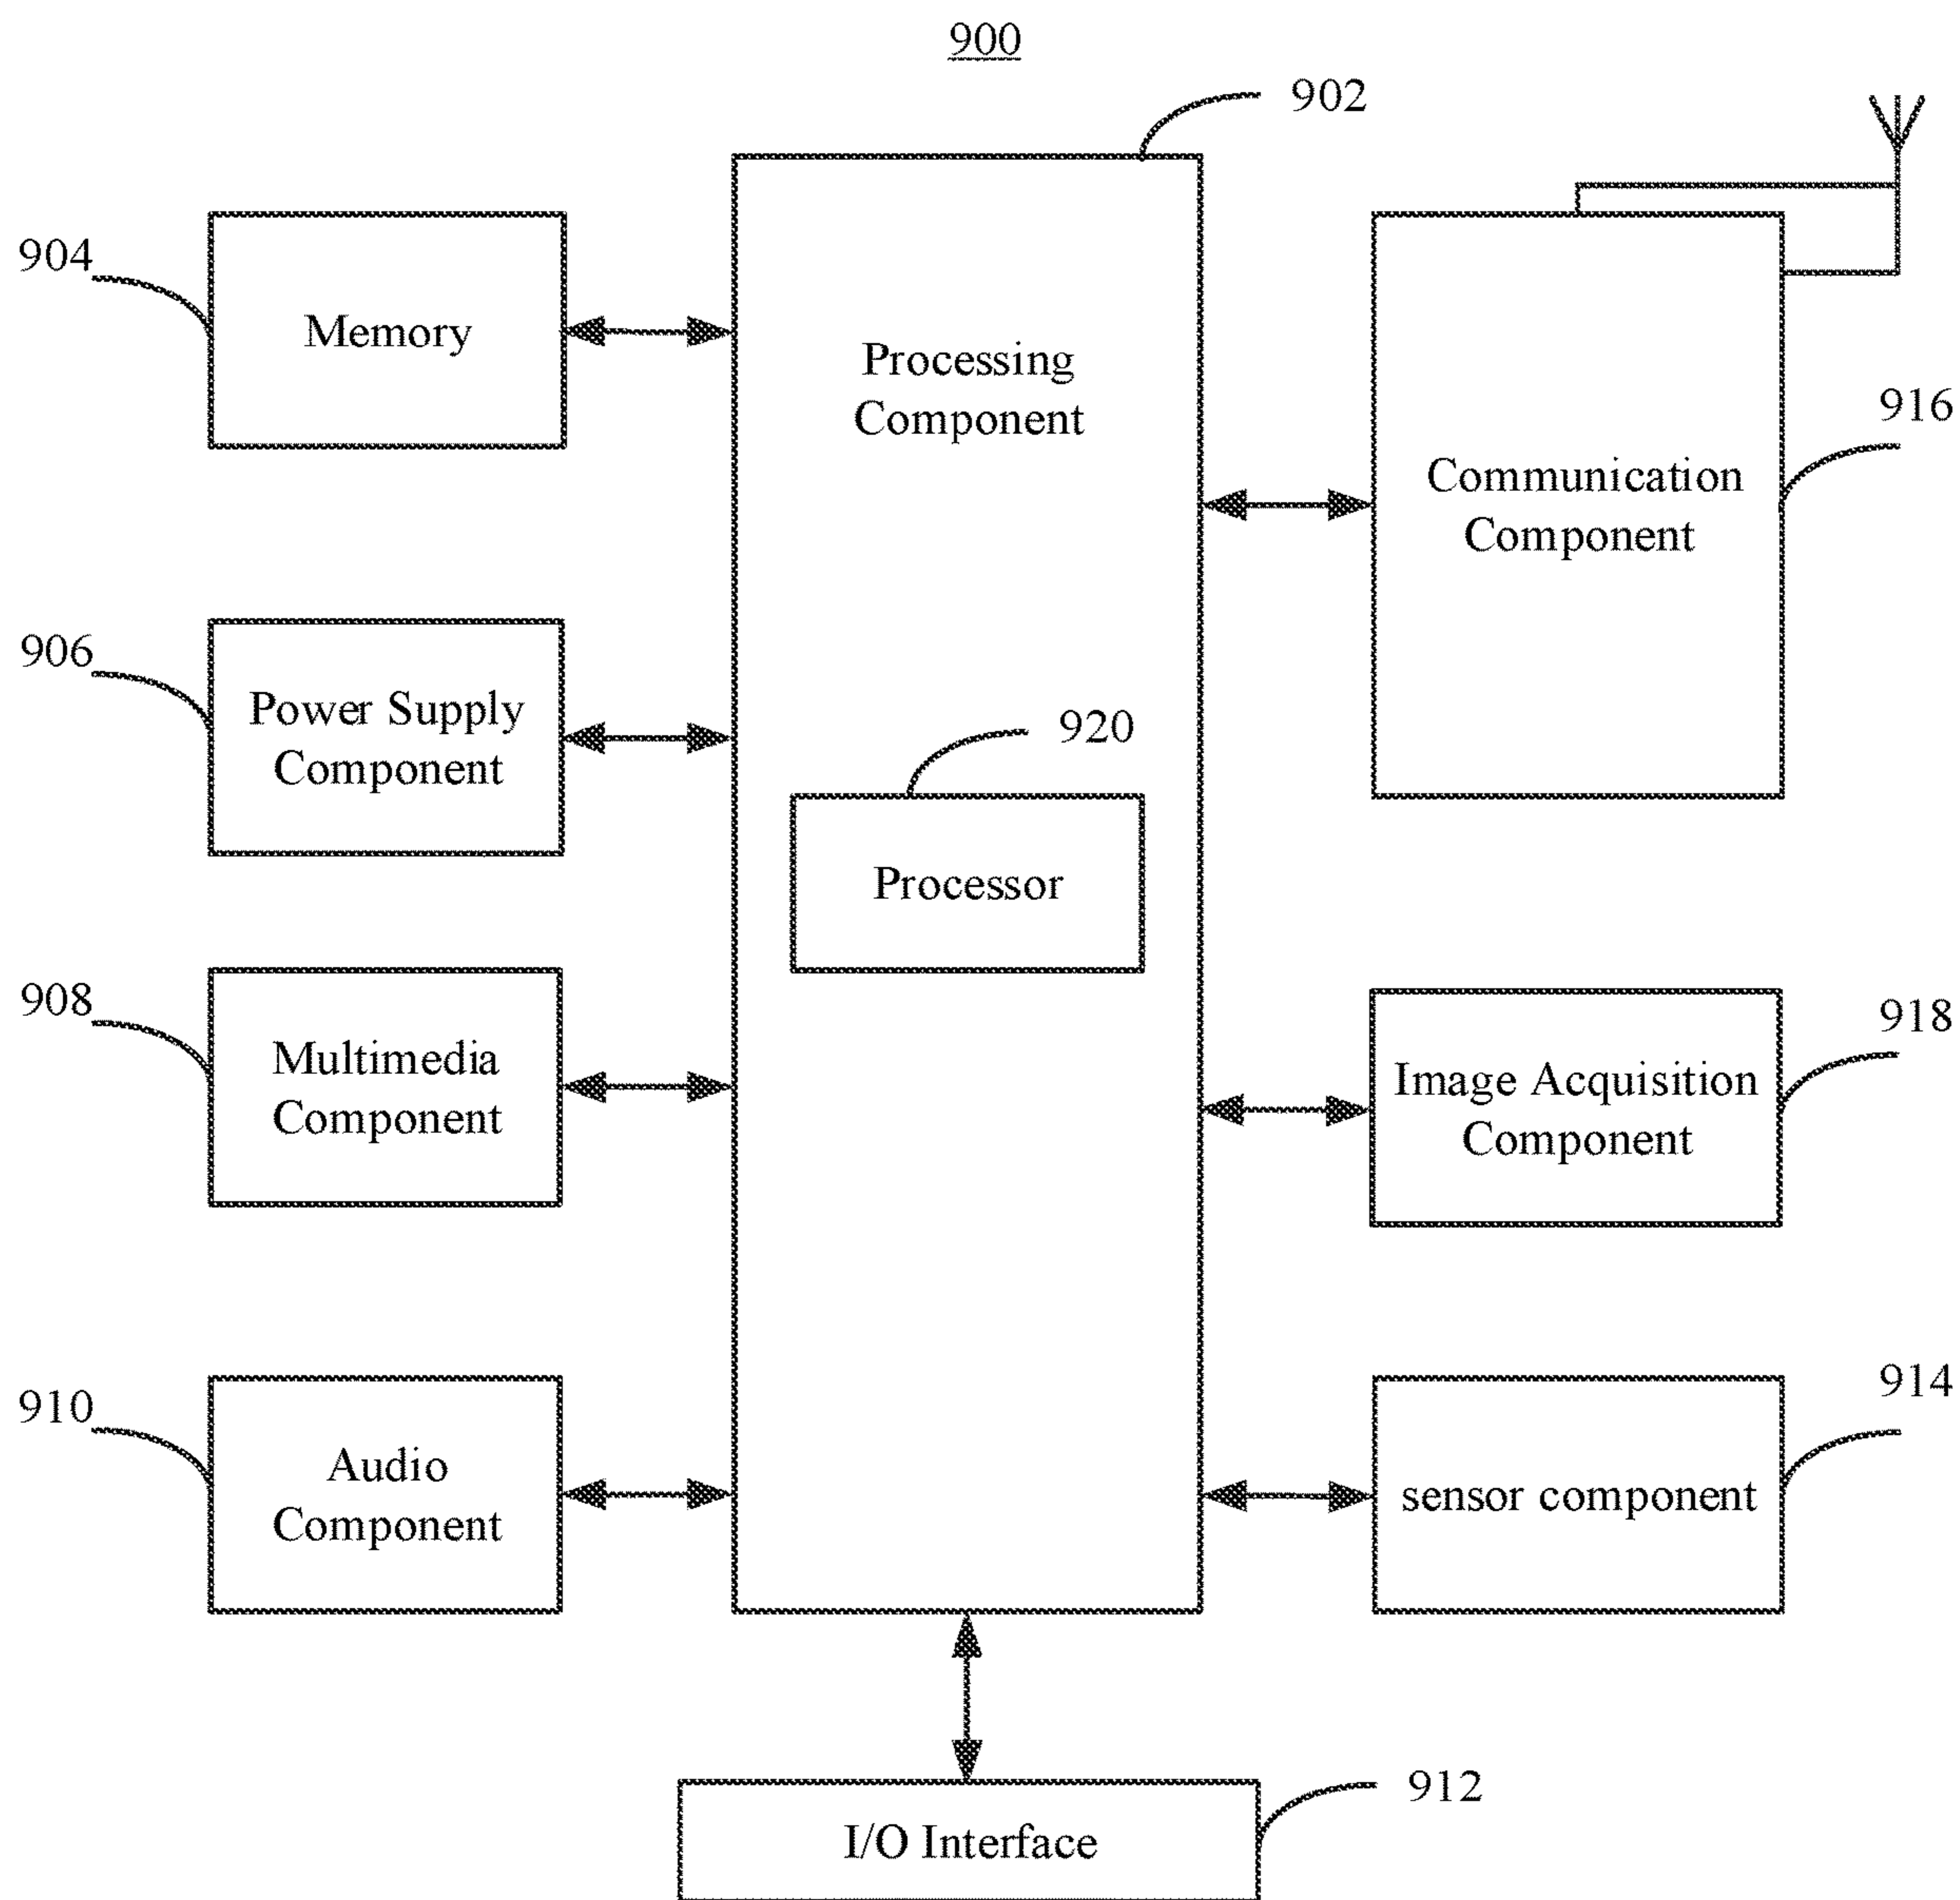 900
902
904
Memory
Processing
Component
916
Communication
Component
906
Power Supply
Component
920
Processor
908
Multimedia
Component
918
Image Acquisition
Component
910
Audio
Component
914
sensor component
912
I/O Interface